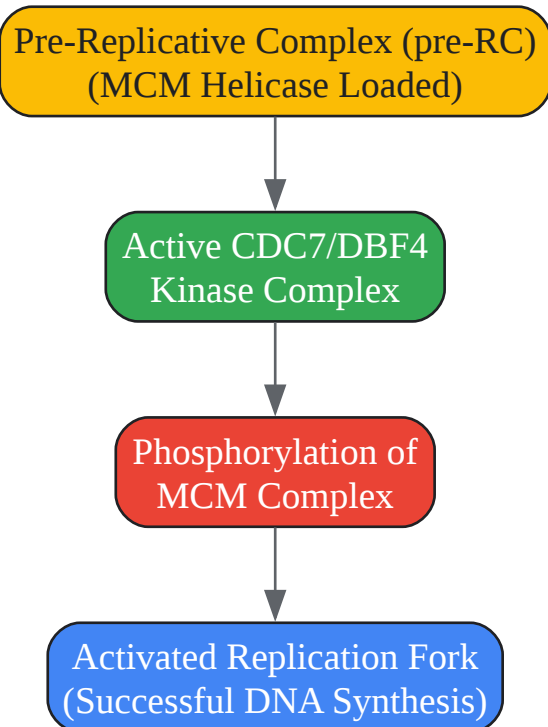 Pre-Replicative Complex (pre-RC)
(MCM Helicase Loaded)
Active CDC7/DBF4
Kinase Complex
Phosphorylation of
MCM Complex
Activated Replication Fork
(Successful DNA Synthesis)